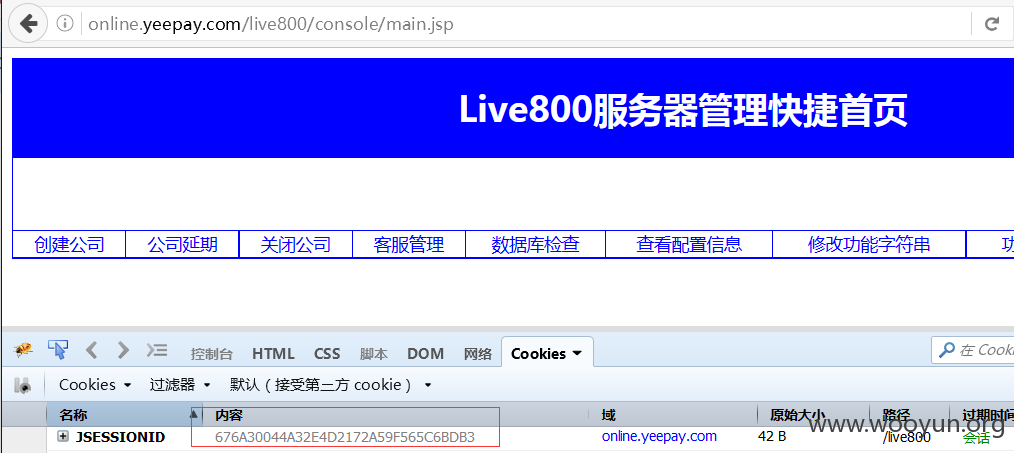 online.yeepay.com/live800/console/main.jsp
Live800服务器管理快捷首页
创建公司 公司延期 关闭公司 客服管理 数据库检查 查看配置信息 修改功能字符串
控制台 HTML CSS 脚本 DOM 网络 Cookies 在 Cooki
Cookies 过滤器 默认（接受第三方 cookie）
名称 内容 域 原始大小 路径 过期时间
JSESSIONID 676A30044A32E4D2172A59F565C6BDB3 online.yeepay.com 42 B /live800 会话
www.wooyun.org